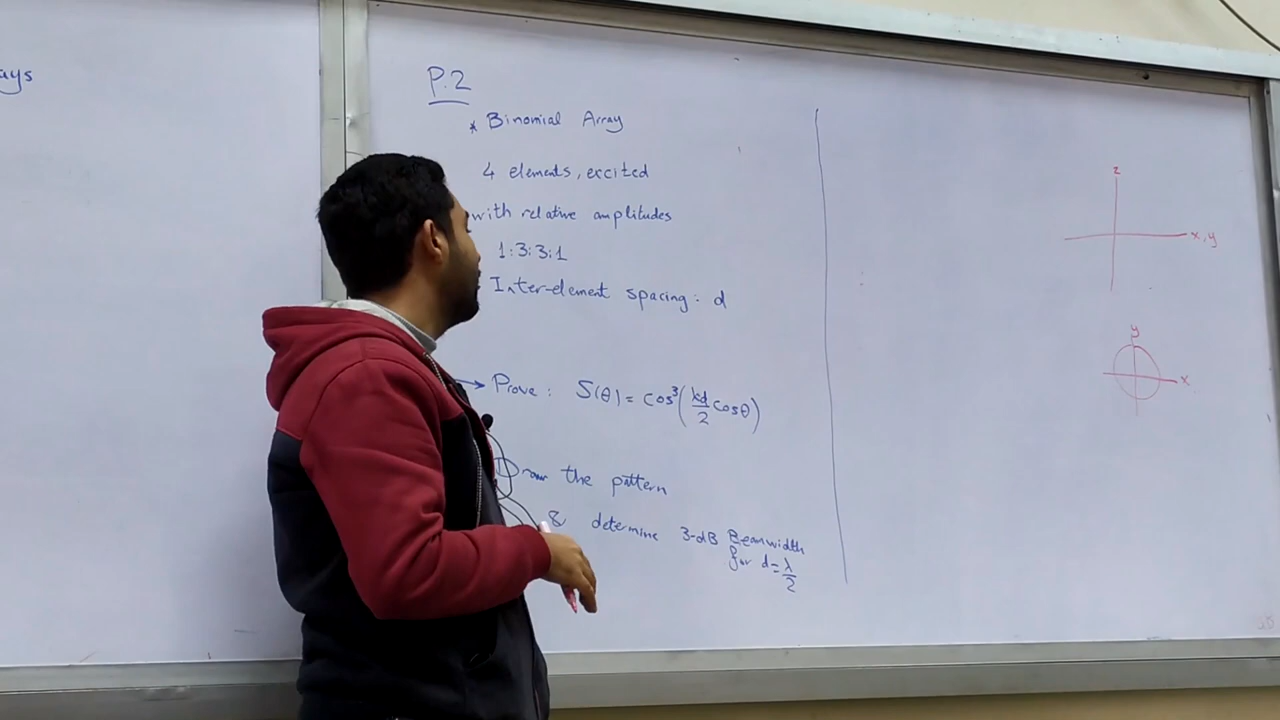 ays
P.2
* Binomial Array
4 elements, excited
with relative amplitudes
1:3:3:1
Inter-element spacing: d
→ Prove: S(θ) = cos³(kd/2 cosθ)
Draw the pattern
& determine 3-dB Beamwidth
for d=λ/2
z
x,y
y
x